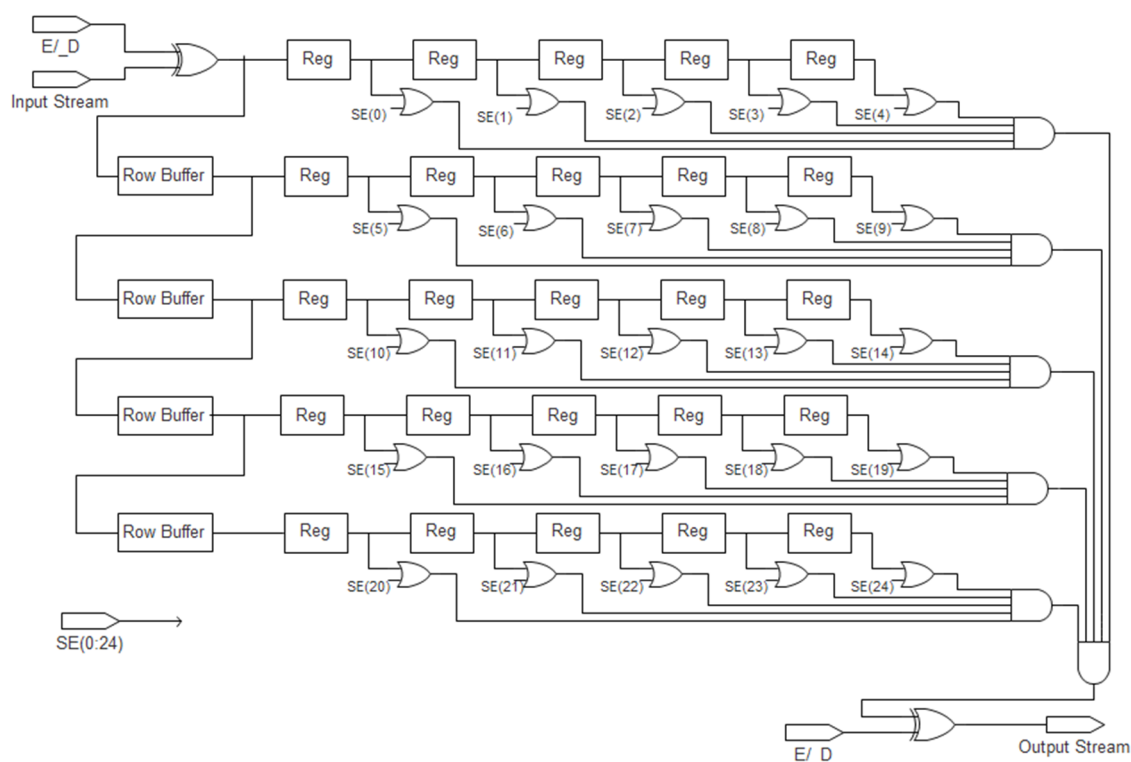 E/_D
Input Stream
Reg Reg Reg Reg Reg
SE(0) SE(1) SE(2) SE(3) SE(4)
Row Buffer Reg Reg Reg Reg Reg
SE(5) SE(6) SE(7) SE(8) SE(9)
Row Buffer Reg Reg Reg Reg Reg
SE(10) SE(11) SE(12) SE(13) SE(14)
Row Buffer Reg Reg Reg Reg Reg
SE(15) SE(16) SE(17) SE(18) SE(19)
Row Buffer Reg Reg Reg Reg Reg
SE(20) SE(21) SE(22) SE(23) SE(24)
SE(0:24)
E/ D
Output Stream